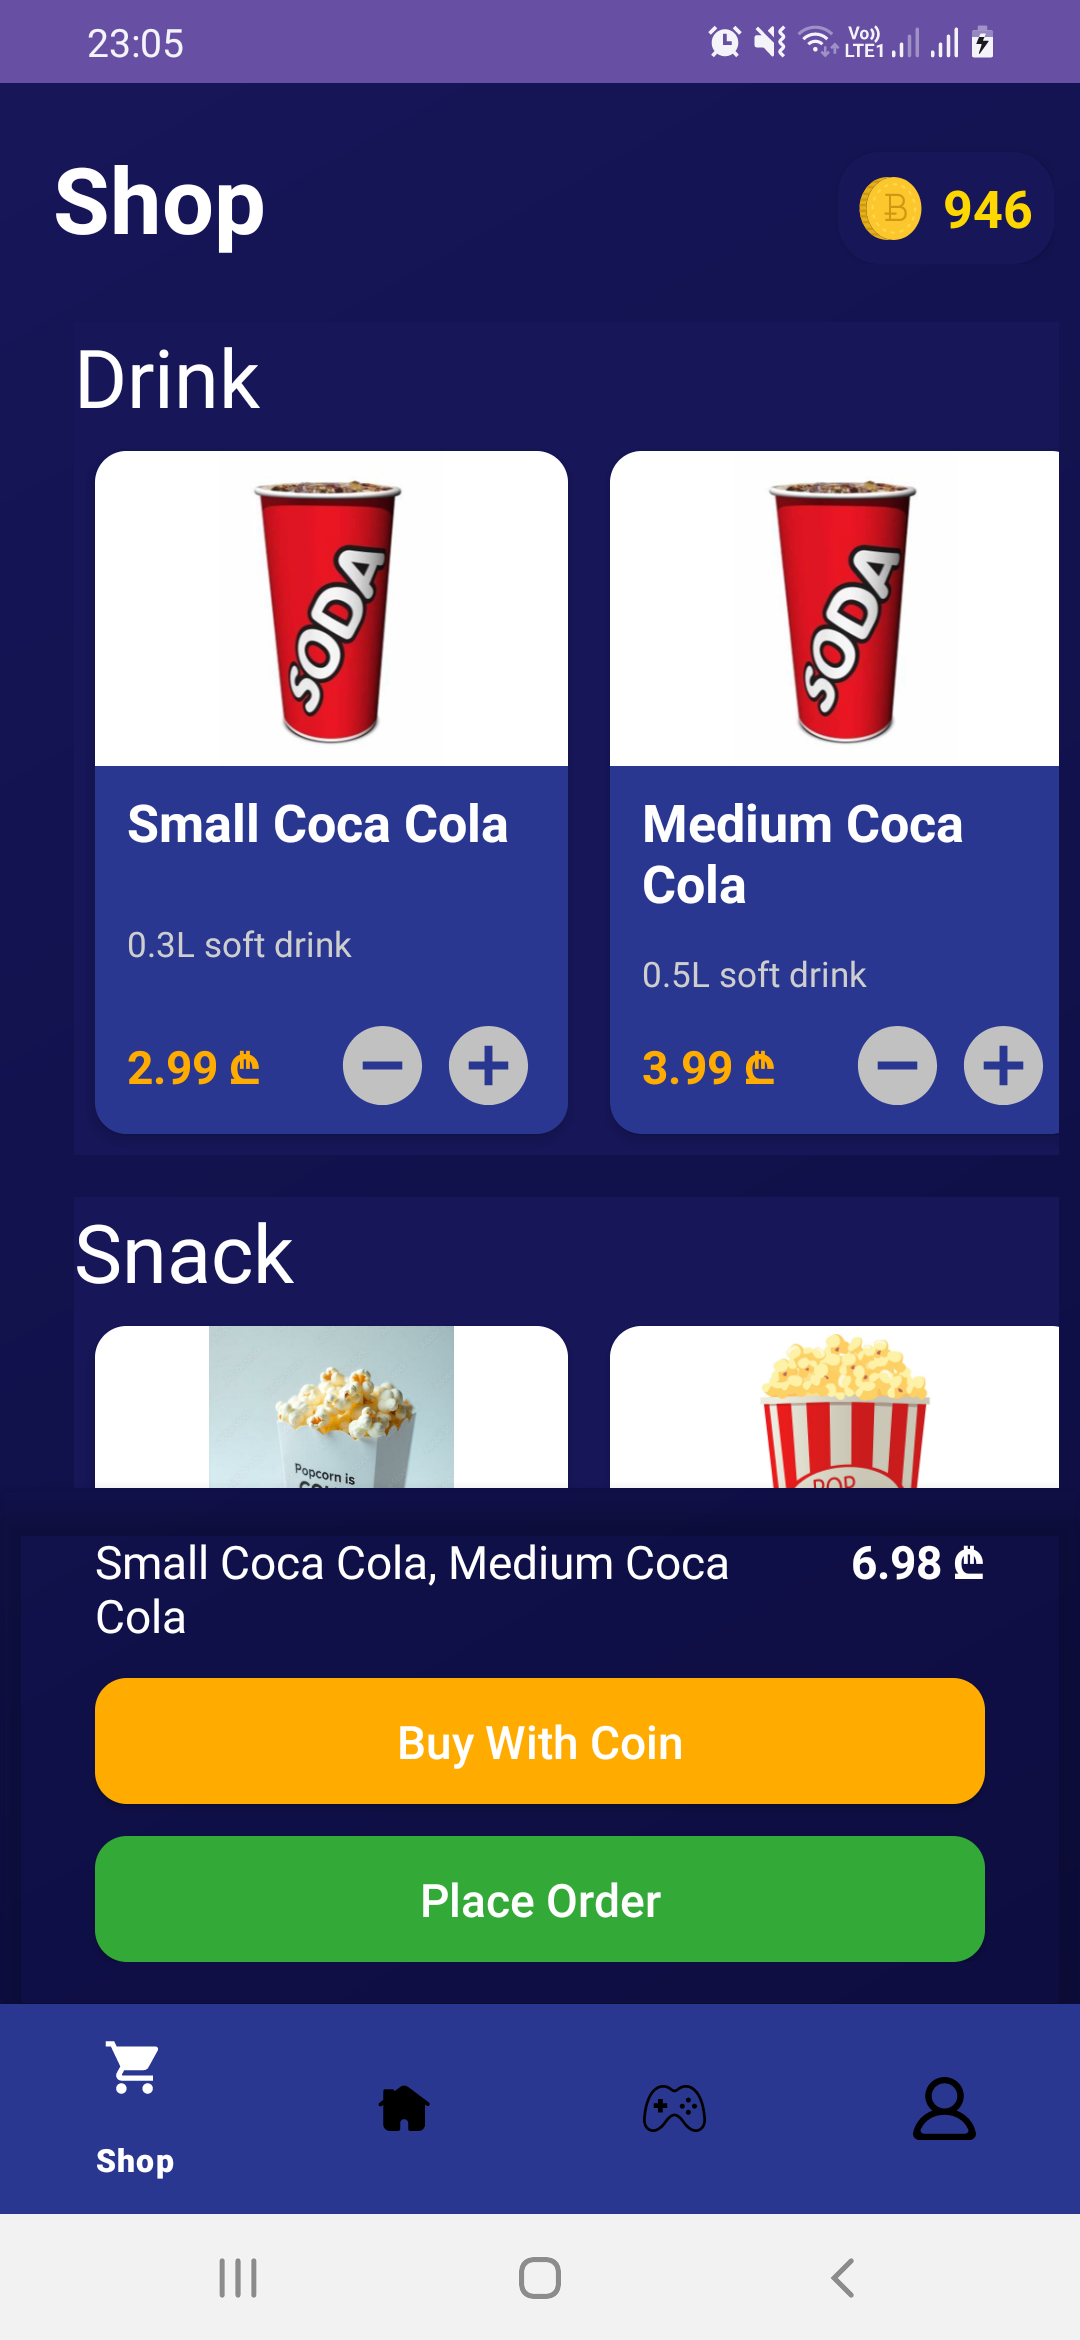 23:05
Vo))
LTE1
Shop
946
Drink
SODA
SODA
Small Coca Cola
Medium Coca
Cola
0.3L soft drink
0.5L soft drink
2.99 ₾
3.99 ₾
Snack
Popcorn is
POP
Small Coca Cola, Medium Coca
Cola
6.98 ₾
Buy With Coin
Place Order
Shop